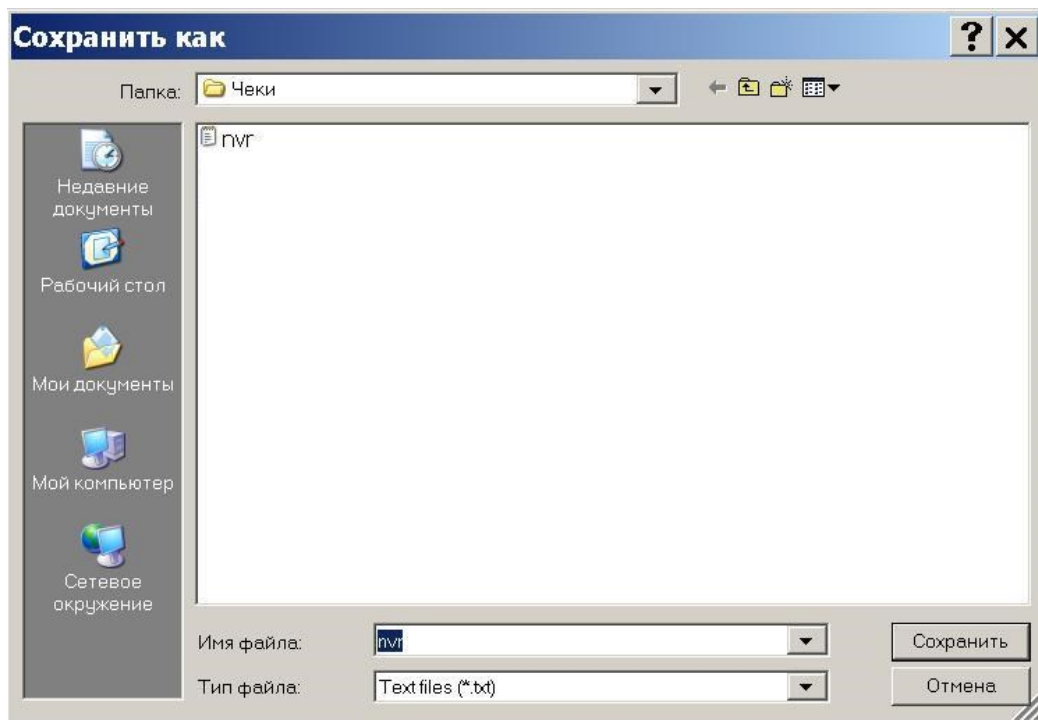 Сохранить как
Папка:
Чеки
nvr
Недавние
документы
Рабочий стол
Мои документы
Мой компьютер
Сетевое
окружение
Имя файла:
nvr
Сохранить
Тип файла:
Text files (*.txt)
Отмена